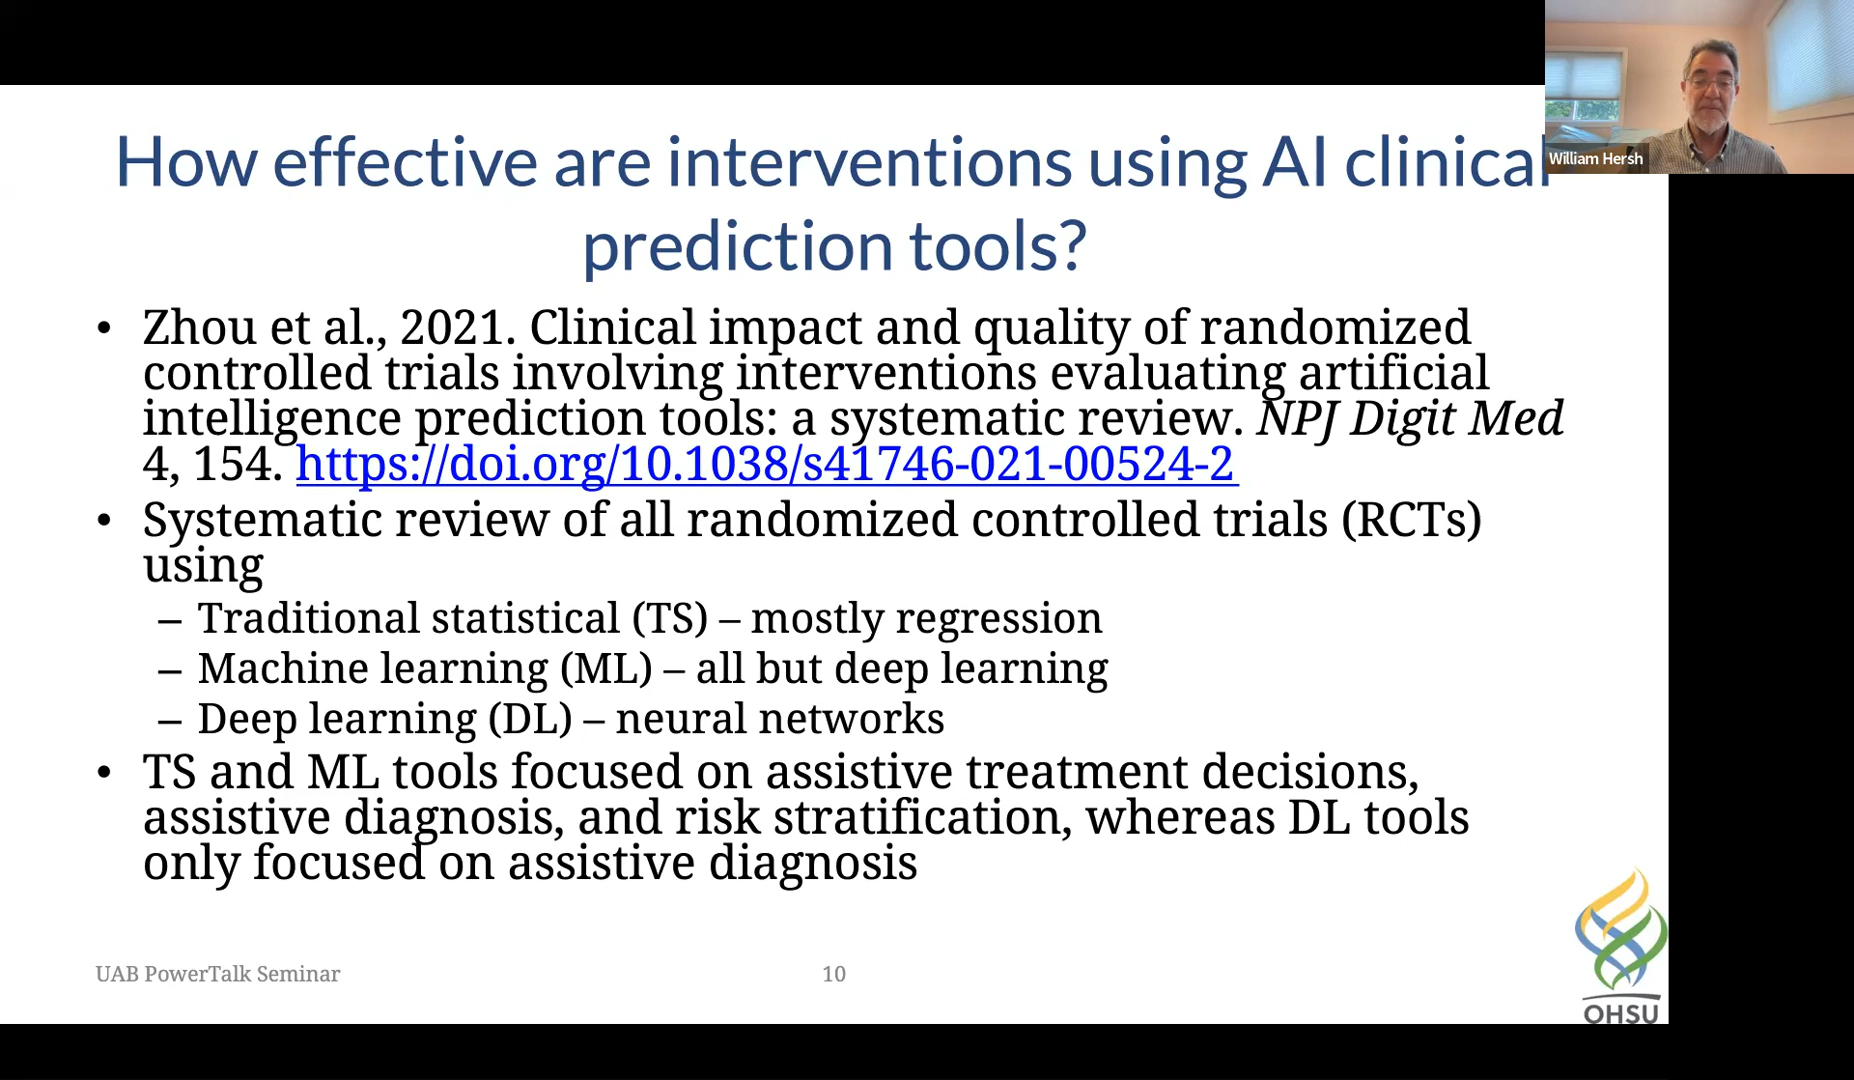 How effective are interventions using AI clinical
prediction tools?
William Hersh
• Zhou et al., 2021. Clinical impact and quality of randomized
controlled trials involving interventions evaluating artificial
intelligence prediction tools: a systematic review. NPJ Digit Med
4, 154. https://doi.org/10.1038/s41746-021-00524-2
• Systematic review of all randomized controlled trials (RCTs)
using
– Traditional statistical (TS) – mostly regression
– Machine learning (ML) – all but deep learning
– Deep learning (DL) – neural networks
• TS and ML tools focused on assistive treatment decisions,
assistive diagnosis, and risk stratification, whereas DL tools
only focused on assistive diagnosis
UAB PowerTalk Seminar
10
OHSU